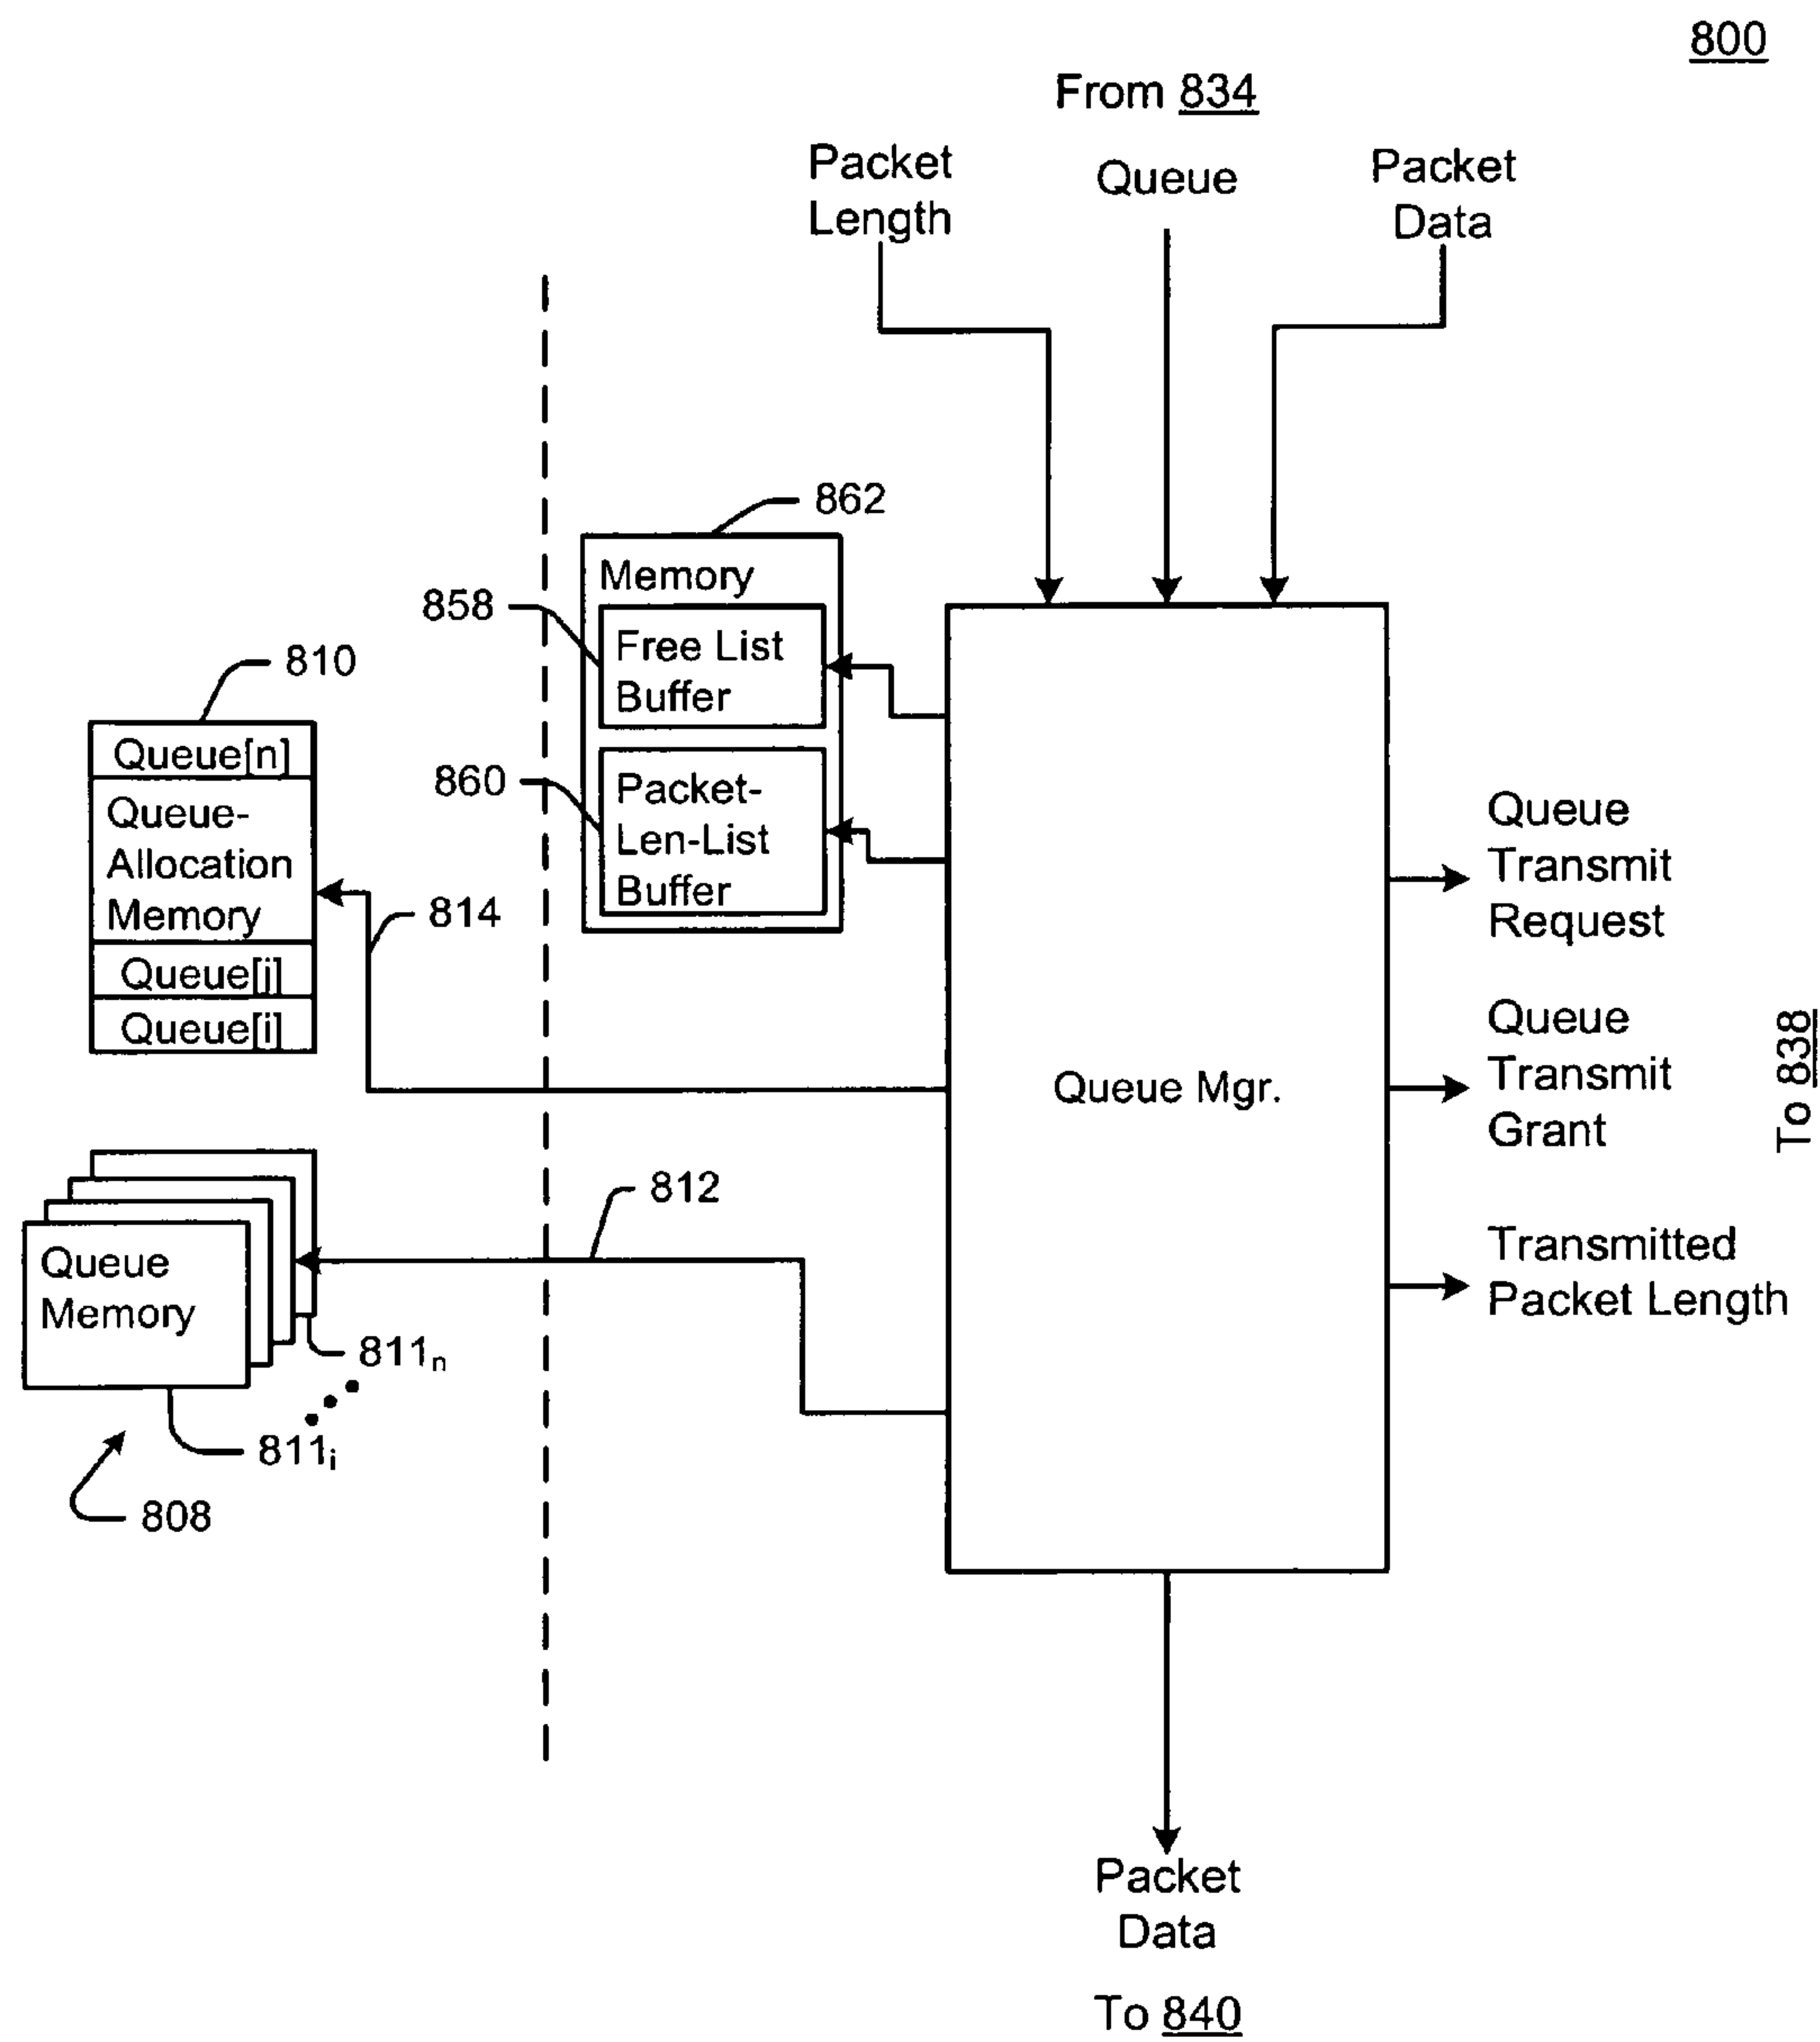 800
From 834
Packet
Length
Queue
Packet
Data
862
Memory
858
Free List
Buffer
810
Queue[n]
860
Packet-
Len-List
Buffer
Queue-
Allocation
Memory
814
Queue[j]
Queue[i]
Queue
Transmit
Request
Queue Mgr.
Queue
Transmit
Grant
To 838
812
Queue
Memory
Transmitted
Packet Length
811n
811i
808
Packet
Data
To 840